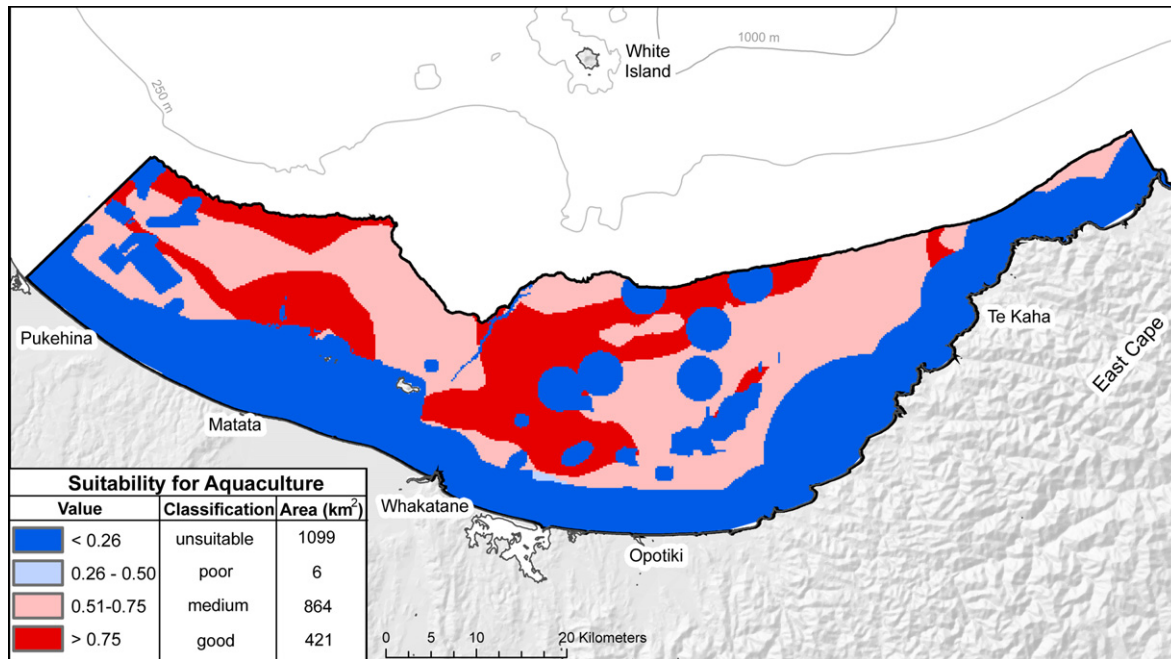 1000 m
White
Island
250 m
Pukehina
Te Kaha
East Cape
Matata
Whakatane
Opotiki
Suitability for Aquaculture
Value Classification Area (km²)
< 0.26 unsuitable 1099
0.26 - 0.50 poor 6
0.51-0.75 medium 864
> 0.75 good 421
0 5 10 20 Kilometers